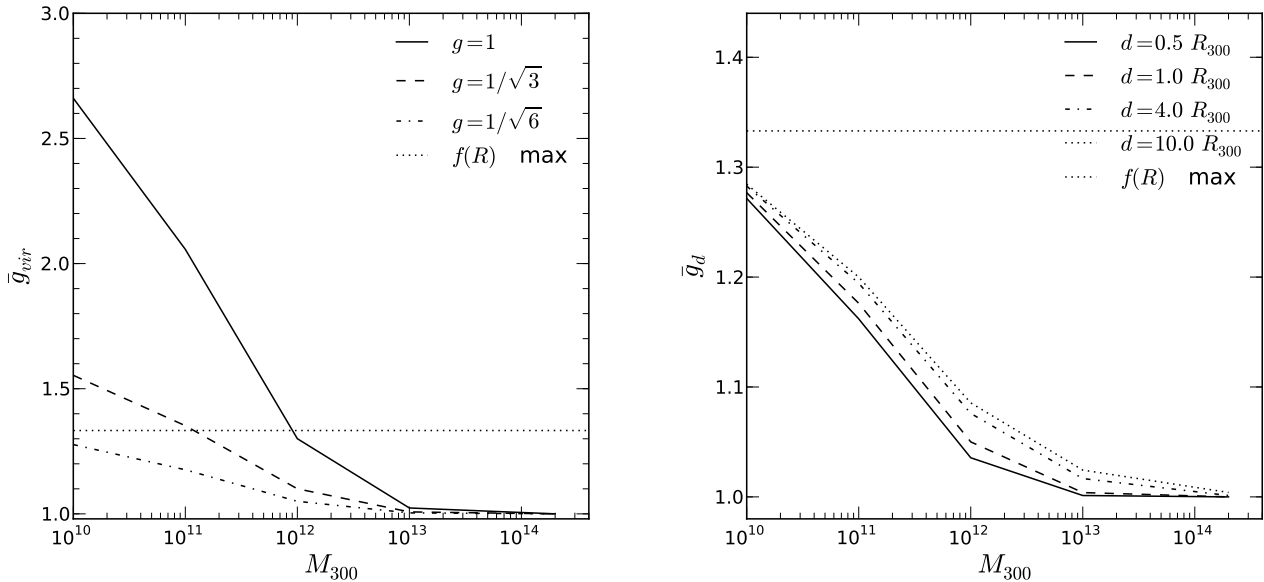 3.0
2.5
2.0
1.5
1.0
ḡ_vir
g=1
g=1/√3
g=1/√6
f(R) max
10^10 10^11 10^12 10^13 10^14
M_300
1.4
1.3
1.2
1.1
1.0
ḡ_d
d=0.5 R_300
d=1.0 R_300
d=4.0 R_300
d=10.0 R_300
f(R) max
10^10 10^11 10^12 10^13 10^14
M_300